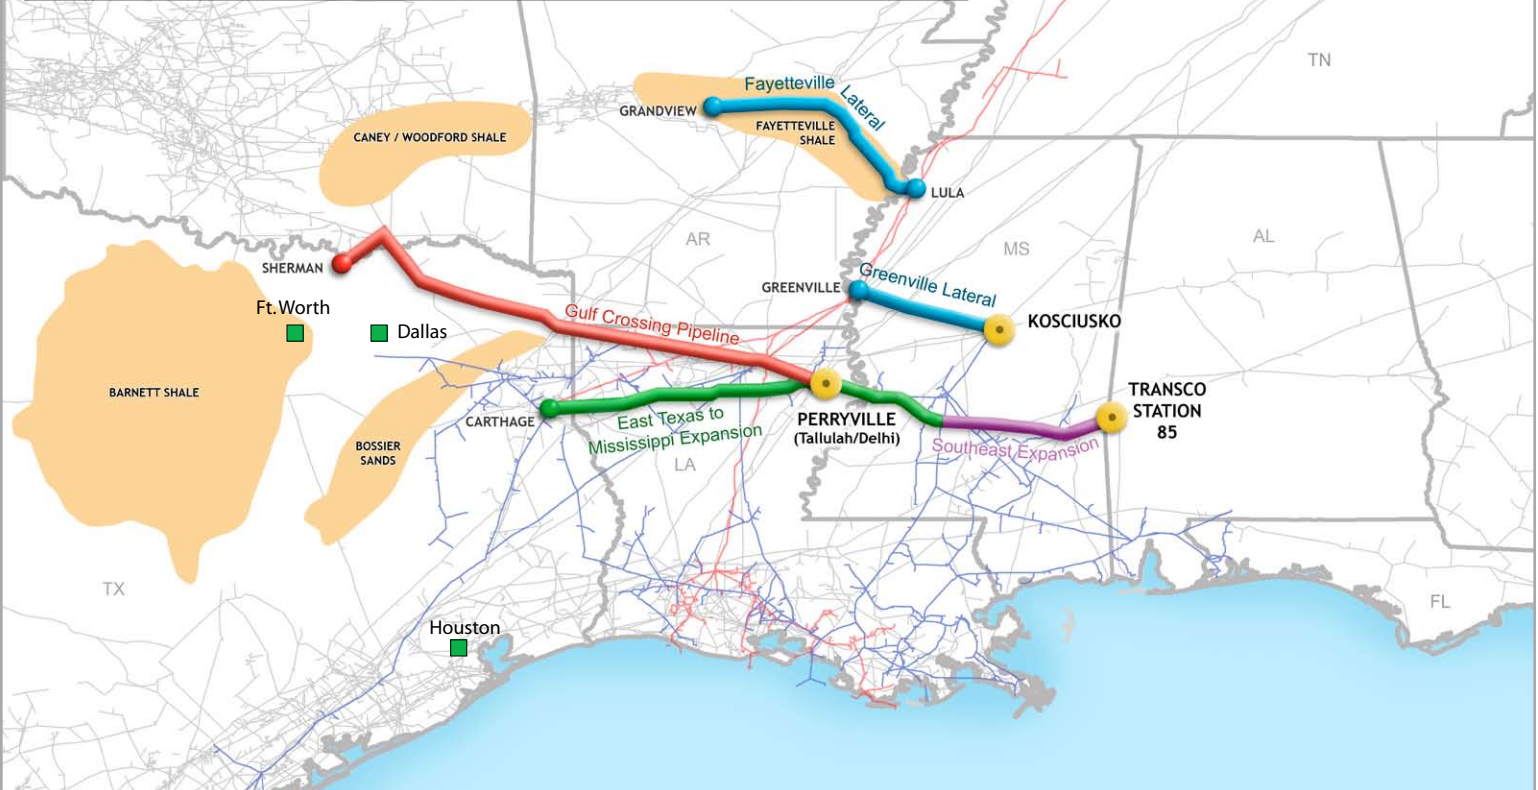 TN
Fayetteville Lateral
GRANDVIEW
FAYETTEVILLE
SHALE
CANEY / WOODFORD SHALE
LULA
AR
MS
AL
SHERMAN
Greenville Lateral
GREENVILLE
Ft.Worth
Dallas
Gulf Crossing Pipeline
KOSCIUSKO
BARNETT SHALE
TRANSCO
STATION
85
CARTHAGE
East Texas to
Mississippi Expansion
PERRYVILLE
(Tallulah/Delhi)
Southeast Expansion
BOSSIER
SANDS
LA
TX
FL
Houston